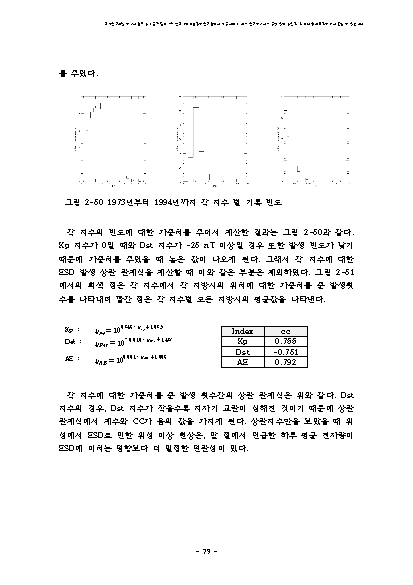 를 주었다.
그림 2-50 1973년부터 1994년까지 각 지수 별 기록 빈도
각 지수의 빈도에 대한 가중치를 주어서 계산한 결과는 그림 2-50과 같다.
Kp 지수가 0일 때와 Dst 지수가 -25 nT 이상일 경우 또한 발생 빈도가 낮기
때문에 가중치를 주었을 때 높은 값이 나오게 된다. 그래서 각 지수에 대한
ESD 발생 상관 관계식을 계산할 때 이와 같은 부분은 제외하였다. 그림 2-51
에서의 회색 점은 각 지수에서 각 지방시의 위치에 대한 가중치를 준 발생횟
수를 나타내며 빨간 점은 각 지수별 모든 지방시의 평균값을 나타낸다.
Kp :
Dst :
AE :
Index cc
Kp 0.755
Dst -0.751
AE 0.792
각 지수에 대한 가중치를 준 발생 횟수간의 상관 관계식은 위와 같다. Dst
지수의 경우, Dst 지수가 작을수록 지자기 교란이 심해진 것이기 때문에 상관
관계식에서 계수와 CC가 음의 값을 가지게 된다. 상관지수만을 보았을 때 위
성에서 ESD로 인한 위성 이상 현상은, 앞 절에서 언급한 하루 평균 전자량이
ESD에 미치는 영향보다 더 밀접한 연관성이 있다.
- 79 -